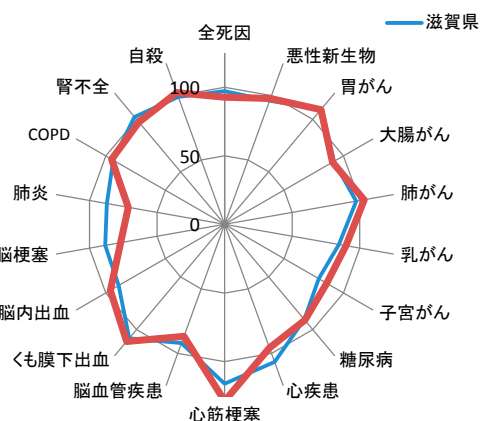 滋賀県
全死因
悪性新生物
胃がん
大腸がん
肺がん
乳がん
子宮がん
糖尿病
心疾患
心筋梗塞
脳血管疾患
くも膜下出血
脳内出血
脳梗塞
肺炎
COPD
腎不全
自殺
100
50
0